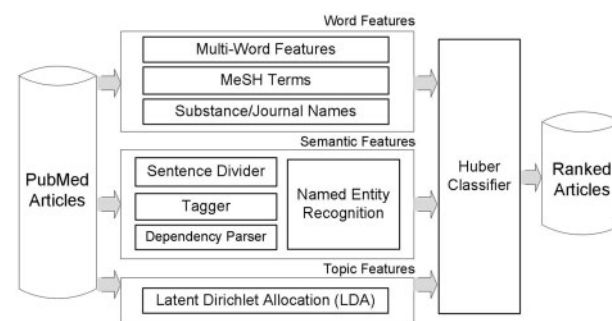 Word Features
Multi-Word Features
MeSH Terms
Substance/Journal Names
Semantic Features
PubMed
Articles
Sentence Divider
Tagger
Dependency Parser
Named Entity
Recognition
Topic Features
Latent Dirichlet Allocation (LDA)
Huber
Classifier
Ranked
Articles